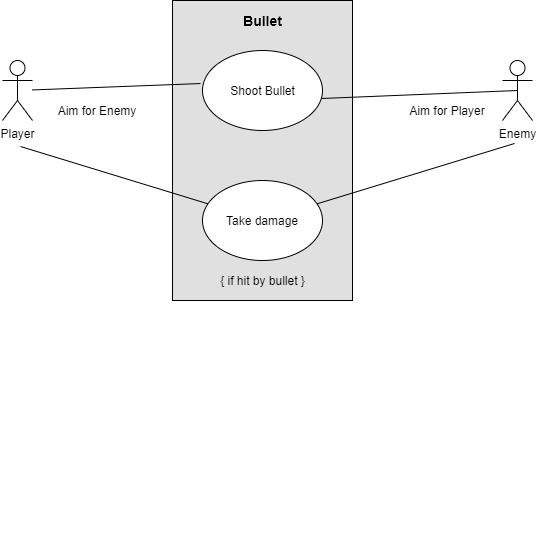 Bullet
Shoot Bullet
Aim for Enemy
Aim for Player
Player
Enemy
Take damage
{ if hit by bullet }